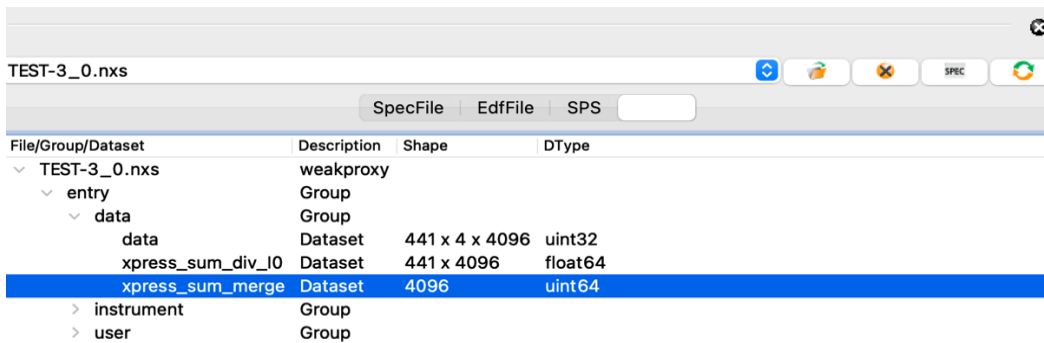 TEST-3_0.nxs SPEC
SpecFile EdfFile SPS
File/Group/Dataset Description Shape DType
TEST-3_0.nxs weakproxy
entry Group
data Group
data Dataset 441 x 4 x 4096 uint32
xpress_sum_div_I0 Dataset 441 x 4096 float64
xpress_sum_merge Dataset 4096 uint64
instrument Group
user Group